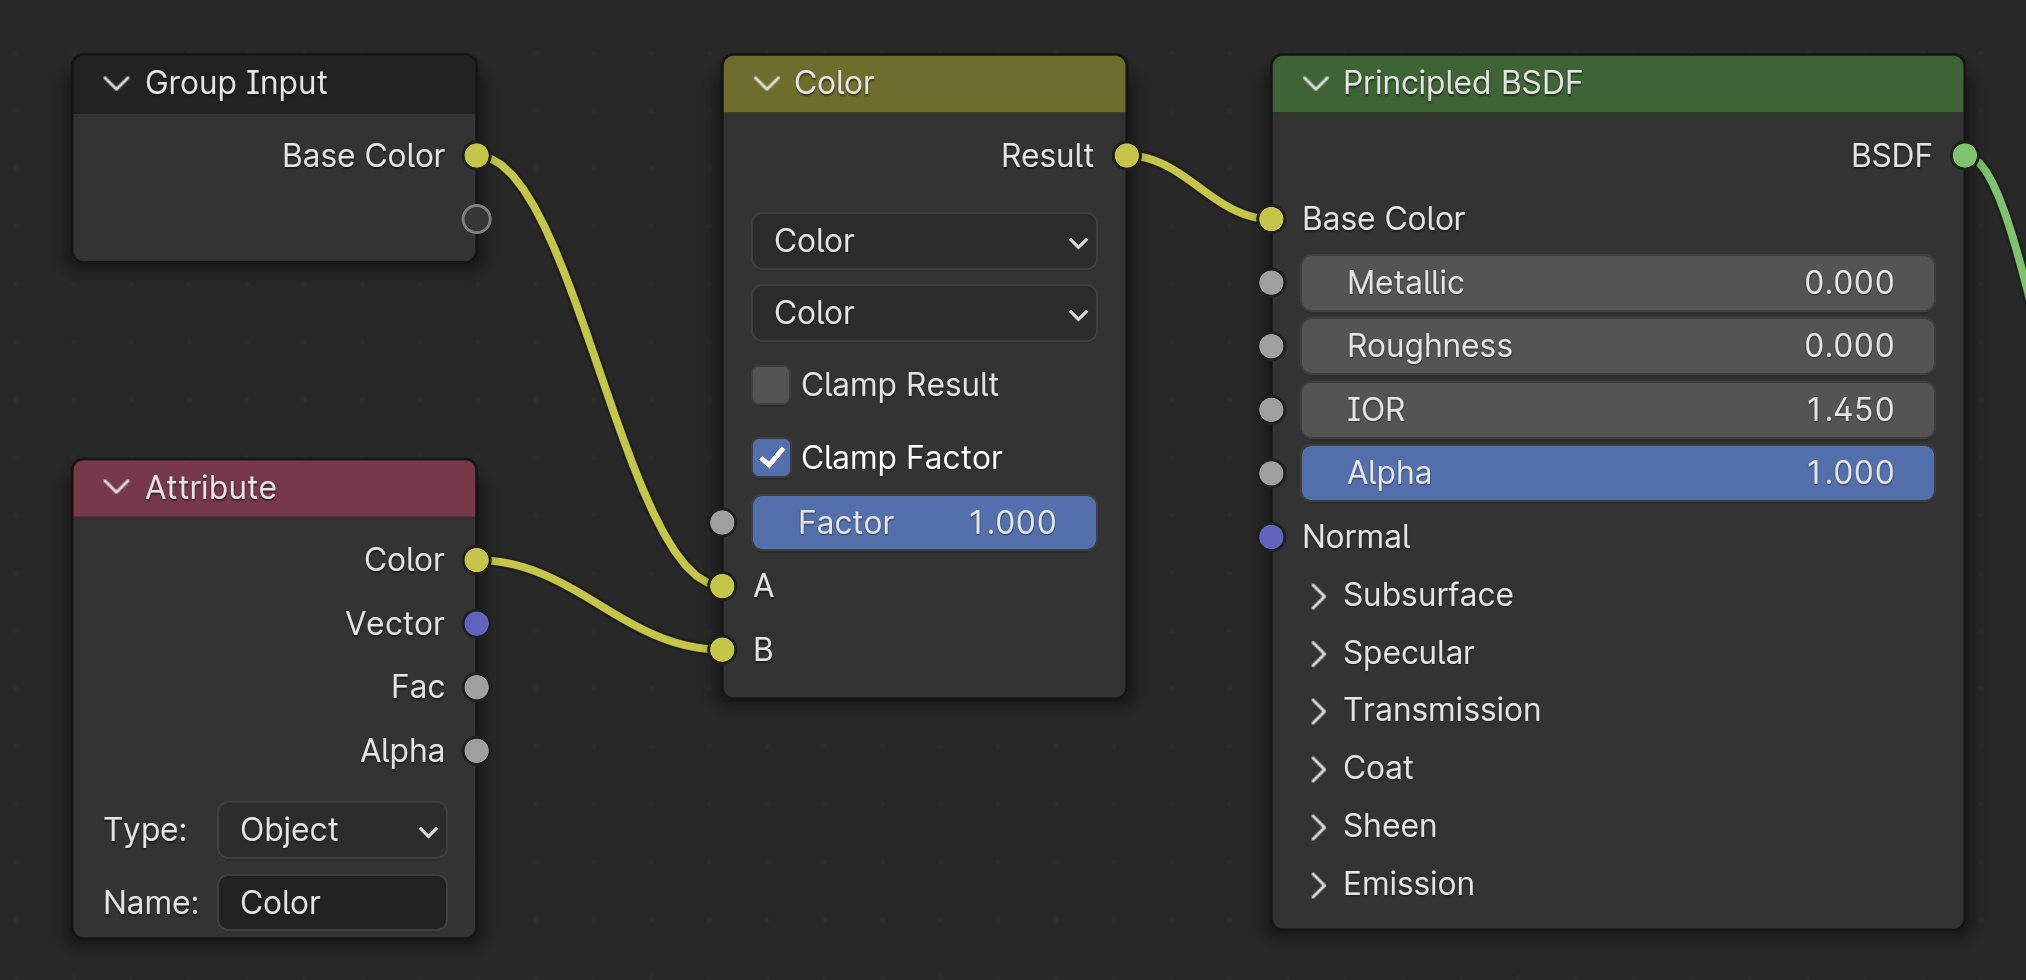 Group Input
Base Color
Attribute
Color
Vector
Fac
Alpha
Type: Object
Name: Color
Color
Result
Color
Color
Clamp Result
Clamp Factor
Factor 1.000
A
B
Principled BSDF
BSDF
Base Color
Metallic 0.000
Roughness 0.000
IOR 1.450
Alpha 1.000
Normal
Subsurface
Specular
Transmission
Coat
Sheen
Emission